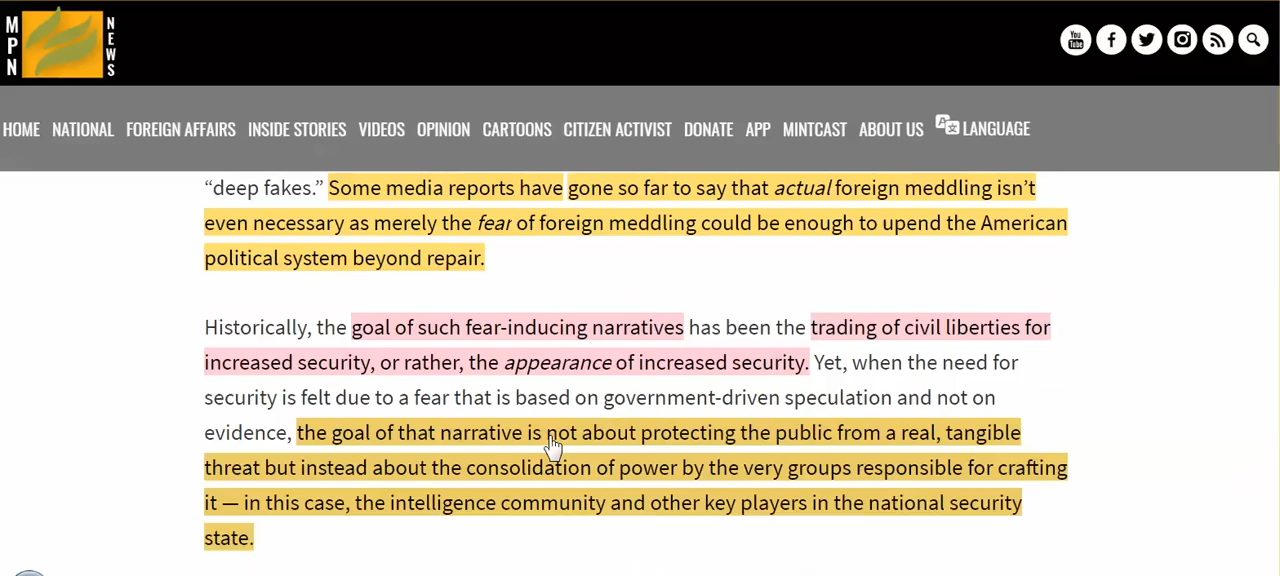 MPN NEWS
You Tube
HOME NATIONAL FOREIGN AFFAIRS INSIDE STORIES VIDEOS OPINION CARTOONS CITIZEN ACTIVIST DONATE APP MINTCAST ABOUT US LANGUAGE
“deep fakes.” Some media reports have gone so far to say that actual foreign meddling isn’t
even necessary as merely the fear of foreign meddling could be enough to upend the American
political system beyond repair.
Historically, the goal of such fear-inducing narratives has been the trading of civil liberties for
increased security, or rather, the appearance of increased security. Yet, when the need for
security is felt due to a fear that is based on government-driven speculation and not on
evidence, the goal of that narrative is not about protecting the public from a real, tangible
threat but instead about the consolidation of power by the very groups responsible for crafting
it — in this case, the intelligence community and other key players in the national security
state.